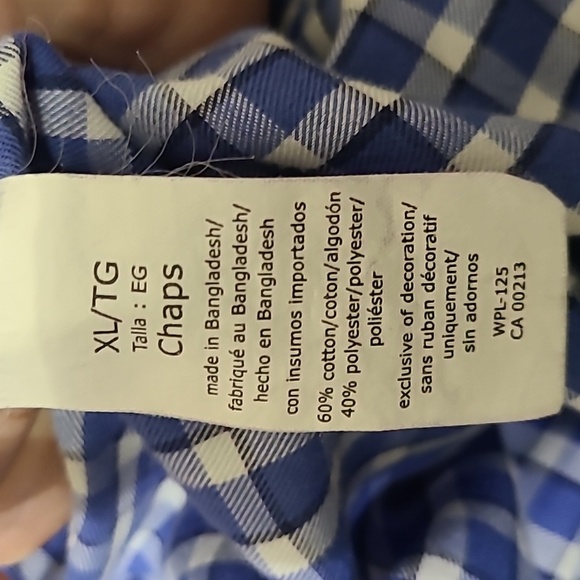 XL/TG
Talla : EG
Chaps
made in Bangladesh/
fabriqué au Bangladesh/
hecho en Bangladesh
con insumos importados
60% cotton/coton/algodón
40% polyester/polyester/
poliéster
exclusive of decoration/
sans ruban décoratif
uniquement/
sin adornos
WPL-125
CA 00213